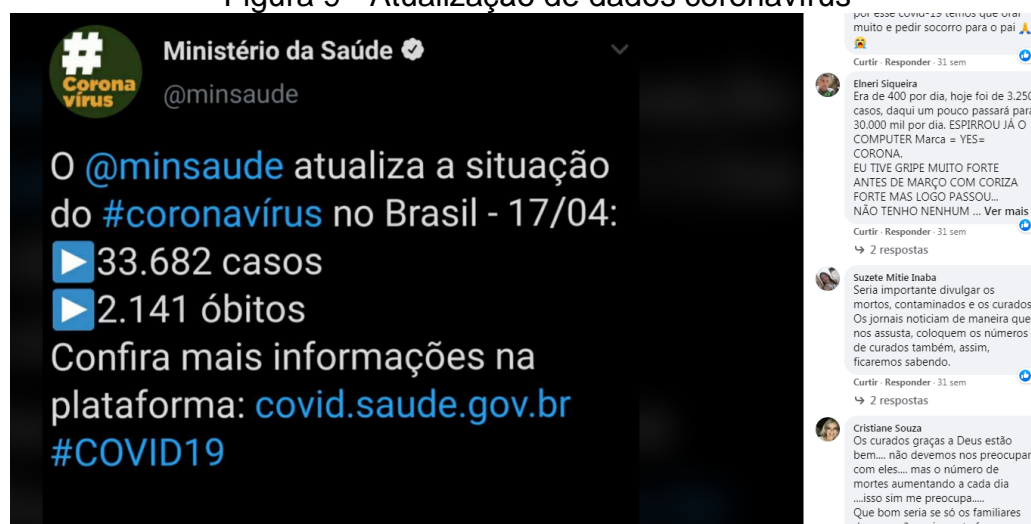 Figura 9 - Atualização de dados coronavírus
#
Corona
vírus
Ministério da Saúde
@minsaude
O @minsaude atualiza a situação
do #coronavírus no Brasil - 17/04:
33.682 casos
2.141 óbitos
Confira mais informações na
plataforma: covid.saude.gov.br
#COVID19
por esse covid-19 temos que orar
muito e pedir socorro para o pai 🙏
😭
Curtir · Responder · 31 sem
Elneri Siqueira
Era de 400 por dia, hoje foi de 3.250
casos, daqui um pouco passará para
30.000 mil por dia. ESPIRROU JÁ O
COMPUTER Marca = YES=
CORONA.
EU TIVE GRIPE MUITO FORTE
ANTES DE MARÇO COM CORIZA
FORTE MAS LOGO PASSOU...
NÃO TENHO NENHUM ... Ver mais
Curtir · Responder · 31 sem
2 respostas
Suzete Mitie Inaba
Seria importante divulgar os
mortos, contaminados e os curados.
Os jornais noticiam de maneira que
nos assusta, coloquem os números
de curados também, assim,
ficaremos sabendo.
Curtir · Responder · 31 sem
2 respostas
Cristiane Souza
Os curados graças a Deus estão
bem.... não devemos nos preocupar
com eles.... mas o número de
mortes aumentando a cada dia
....isso sim me preocupa.....
Que bom seria se só os familiares